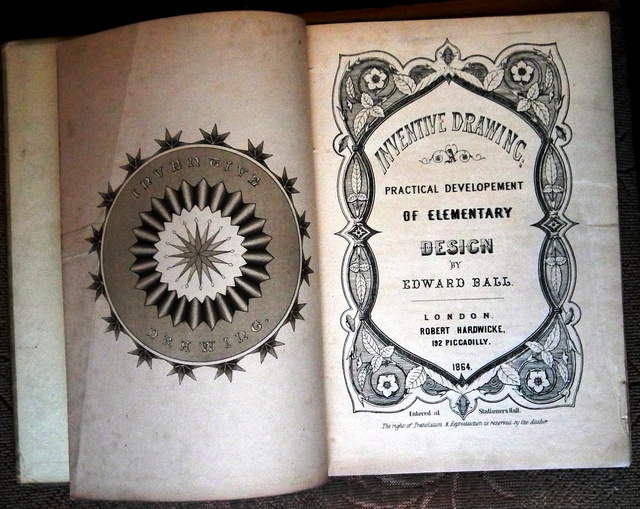 INVENTIVE
DRAWING.
INVENTIVE DRAWING.
A
PRACTICAL DEVELOPEMENT
OF ELEMENTARY
DESIGN
BY
EDWARD BALL.
LONDON.
ROBERT HARDWICKE,
192 PICCADILLY.
1864.
Entered at Stationers Hall.
The right of Translation & Reproduction is reserved by the Author